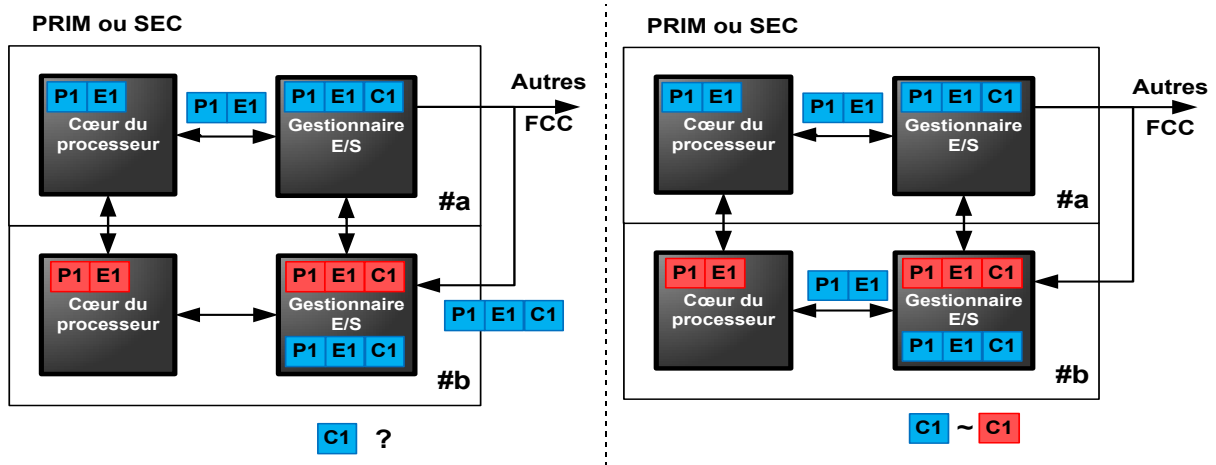 PRIM ou SEC
P1 E1
Cœur du
processeur
P1 E1
P1 E1 C1
Gestionnaire
E/S
Autres
FCC
#a
P1 E1
Cœur du
processeur
P1 E1 C1
Gestionnaire
E/S
P1 E1 C1
P1 E1 C1
#b
C1 ?
PRIM ou SEC
P1 E1
Cœur du
processeur
P1 E1
P1 E1 C1
Gestionnaire
E/S
Autres
FCC
#a
P1 E1
Cœur du
processeur
P1 E1
P1 E1 C1
Gestionnaire
E/S
P1 E1 C1
#b
C1 ~ C1